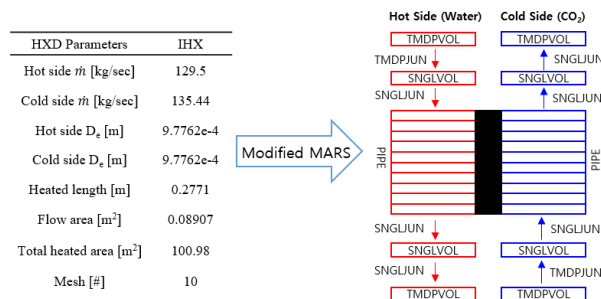 HXD Parameters IHX
Hot side ṁ [kg/sec] 129.5
Cold side ṁ [kg/sec] 135.44
Hot side Dₑ [m] 9.7762e-4
Cold side Dₑ [m] 9.7762e-4
Heated length [m] 0.2771
Flow area [m²] 0.08907
Total heated area [m²] 100.98
Mesh [#] 10
Modified MARS
Hot Side (Water) Cold Side (CO₂)
TMDPVOL TMDPVOL
TMDPJUN SNGLJUN
SNGLVOL SNGLVOL
SNGLJUN SNGLJUN
PIPE PIPE
SNGLJUN SNGLJUN
SNGLVOL SNGLVOL
SNGLJUN TMDPJUN
TMDPVOL TMDPVOL